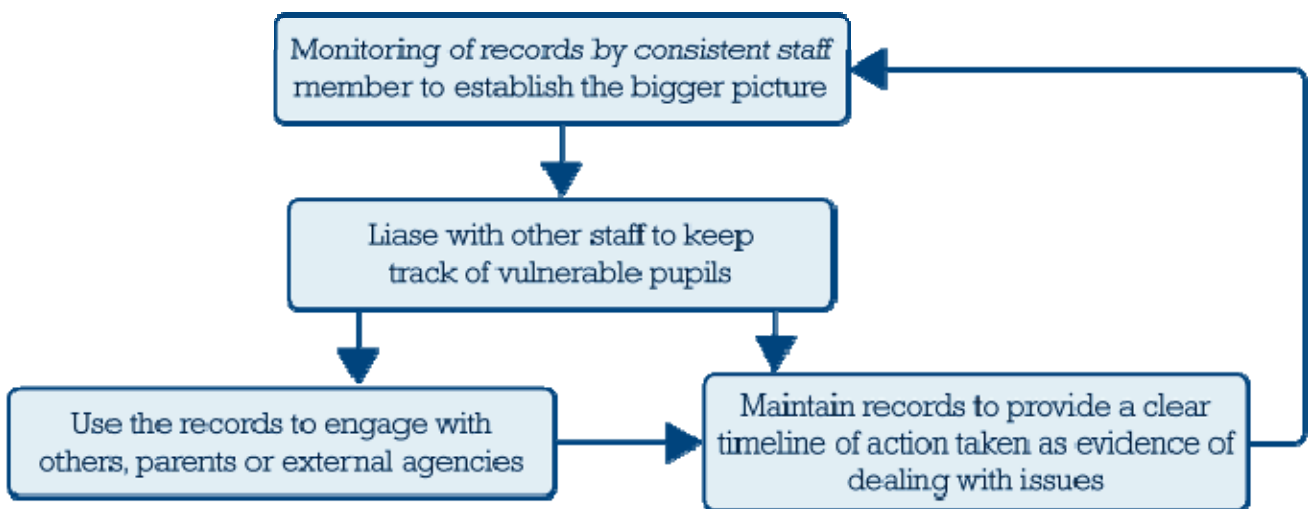 Monitoring of records by consistent staff
member to establish the bigger picture
Liase with other staff to keep
track of vulnerable pupils
Use the records to engage with
others, parents or external agencies
Maintain records to provide a clear
timeline of action taken as evidence of
dealing with issues